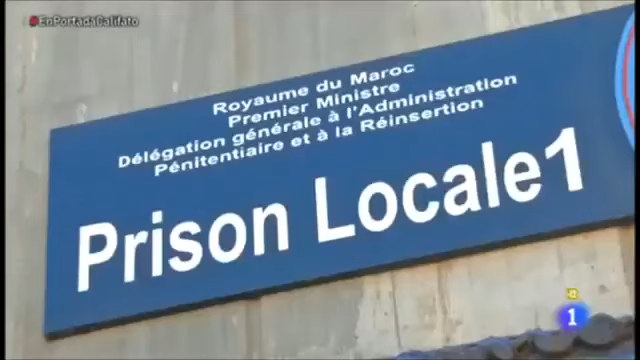 #EnPortadaCalifato
Royaume du Maroc
Premier Ministre
Délégation générale à l'Administration
Pénitentiaire et à la Réinsertion
Prison Locale1
1